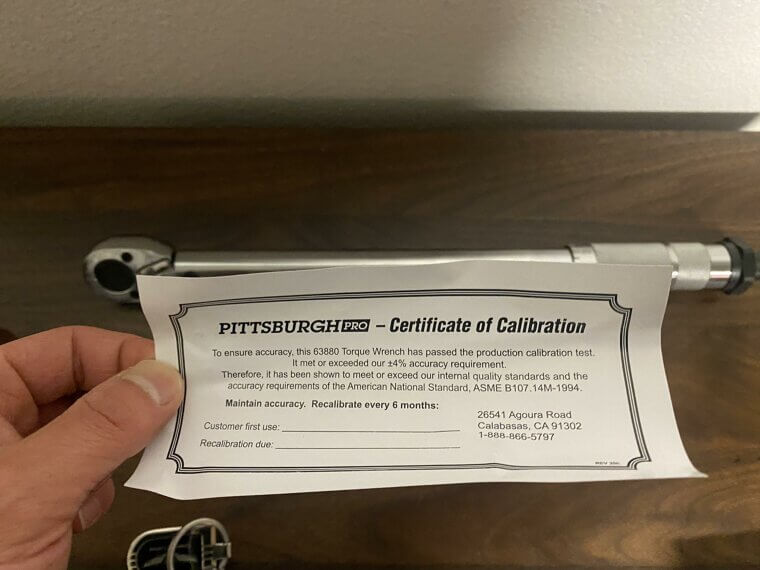 PITTSBURGH PRO – Certificate of Calibration
To ensure accuracy, this 63880 Torque Wrench has passed the production calibration test.
It met or exceeded our ±4% accuracy requirement.
Therefore, it has been shown to meet or exceed our internal quality standards and the
accuracy requirements of the American National Standard, ASME B107.14M-1994.
Maintain accuracy. Recalibrate every 6 months:
Customer first use:
Recalibration due:
26541 Agoura Road
Calabasas, CA 91302
1-888-866-5797
REV